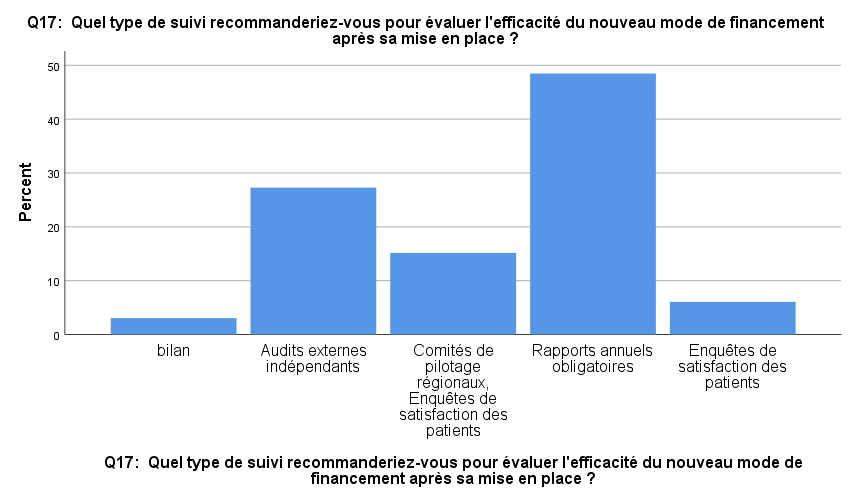 Q17:  Quel type de suivi recommanderiez-vous pour évaluer l'efficacité du nouveau mode de financement
après sa mise en place ?
Percent
50
40
30
20
10
0
bilan
Audits externes
indépendants
Comités de
pilotage
régionaux,
Enquêtes de
satisfaction des
patients
Rapports annuels
obligatoires
Enquêtes de
satisfaction des
patients
Q17:  Quel type de suivi recommanderiez-vous pour évaluer l'efficacité du nouveau mode de
financement après sa mise en place ?